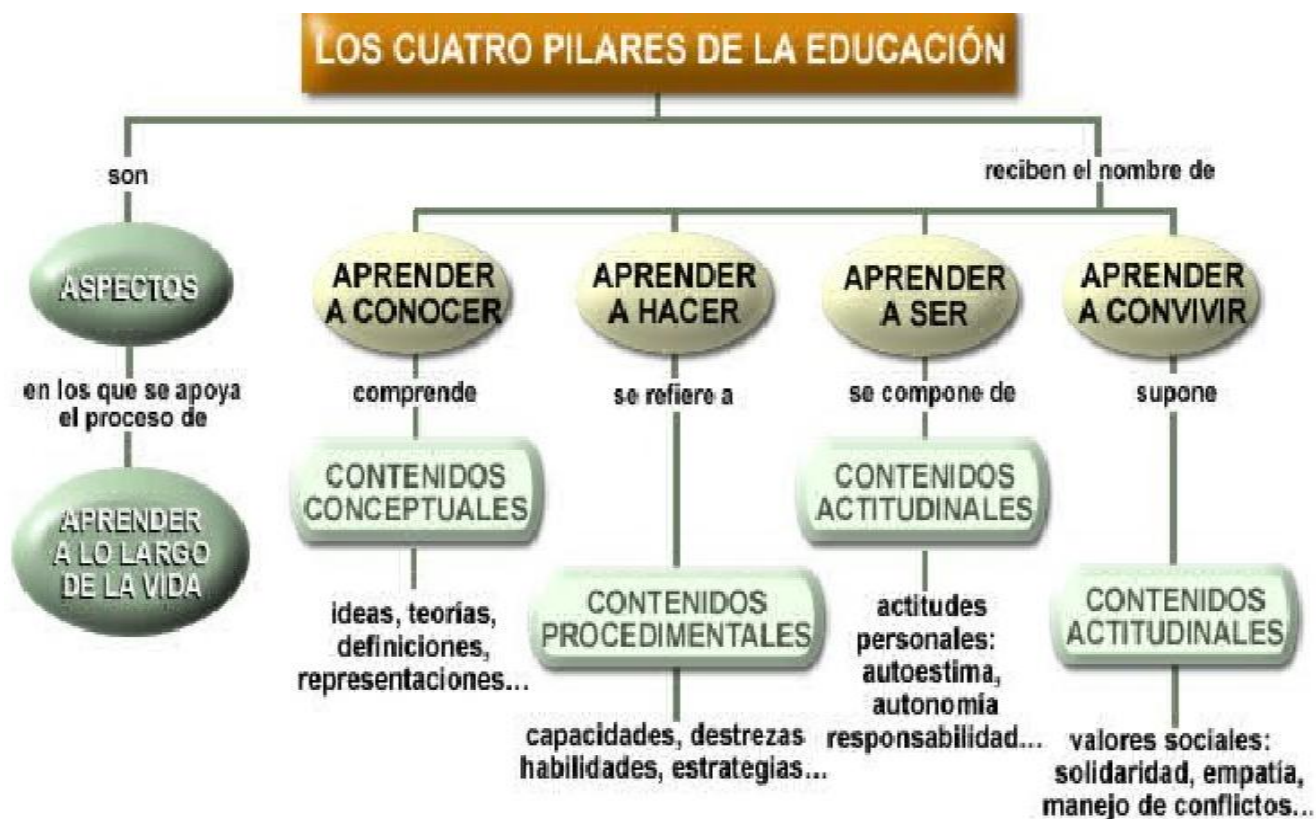 LOS CUATRO PILARES DE LA EDUCACIÓN
son
reciben el nombre de
ASPECTOS
en los que se apoya
el proceso de
APRENDER
A LO LARGO
DE LA VIDA
APRENDER
A CONOCER
comprende
CONTENIDOS
CONCEPTUALES
ideas, teorías,
definiciones,
representaciones...
APRENDER
A HACER
se refiere a
CONTENIDOS
PROCEDIMENTALES
capacidades, destrezas
habilidades, estrategias...
APRENDER
A SER
se compone de
CONTENIDOS
ACTITUDINALES
actitudes
personales:
autoestima,
autonomía
responsabilidad...
APRENDER
A CONVIVIR
supone
CONTENIDOS
ACTITUDINALES
valores sociales:
solidaridad, empatía,
manejo de conflictos...